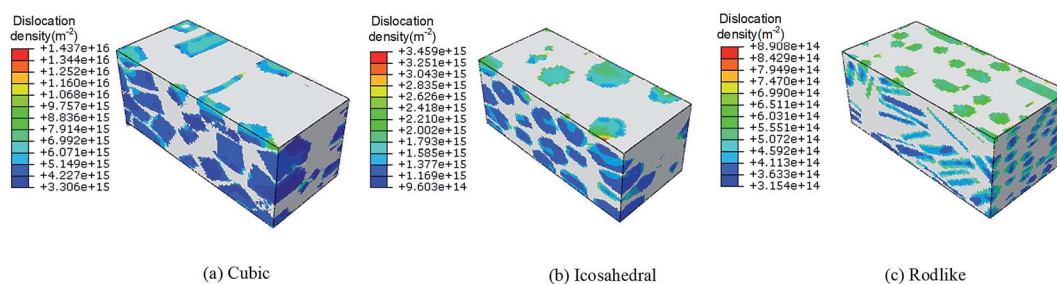 Dislocation
density(m⁻²)
+1.437e+16
+1.344e+16
+1.252e+16
+1.160e+16
+1.068e+16
+9.757e+15
+8.836e+15
+7.914e+15
+6.992e+15
+6.071e+15
+5.149e+15
+4.227e+15
+3.306e+15
(a) Cubic
Dislocation
density(m⁻²)
+3.459e+15
+3.251e+15
+3.043e+15
+2.835e+15
+2.626e+15
+2.418e+15
+2.210e+15
+2.002e+15
+1.793e+15
+1.585e+15
+1.377e+15
+1.169e+15
+9.603e+14
(b) Icosahedral
Dislocation
density(m⁻²)
+8.908e+14
+8.429e+14
+7.949e+14
+7.470e+14
+6.990e+14
+6.511e+14
+6.031e+14
+5.551e+14
+5.072e+14
+4.592e+14
+4.113e+14
+3.633e+14
+3.154e+14
(c) Rodlike